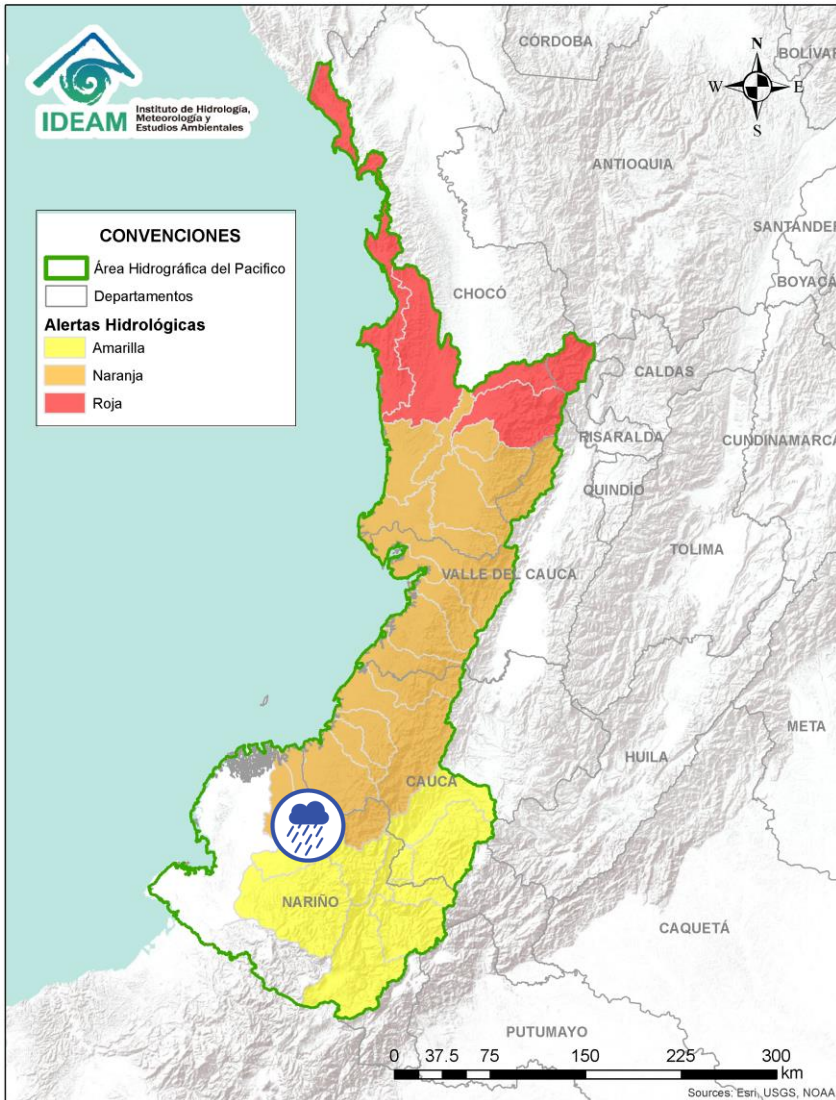 IDEAM
Instituto de Hidrología,
Meteorología y
Estudios Ambientales
CÓRDOBA
BOLÍVAR
N
W
E
S
ANTIOQUIA
CONVENCIONES
Área Hidrográfica del Pacifico
Departamentos
Alertas Hidrológicas
Amarilla
Naranja
Roja
SANTANDER
BOYACÁ
CHOCÓ
CALDAS
RISARALDA
CUNDINAMARCA
QUINDÍO
TOLIMA
VALLE DEL CAUCA
META
HUILA
CAUCA
NARIÑO
CAQUETÁ
PUTUMAYO
0 37.5 75 150 225 300
km
Sources: Esri, USGS, NOAA